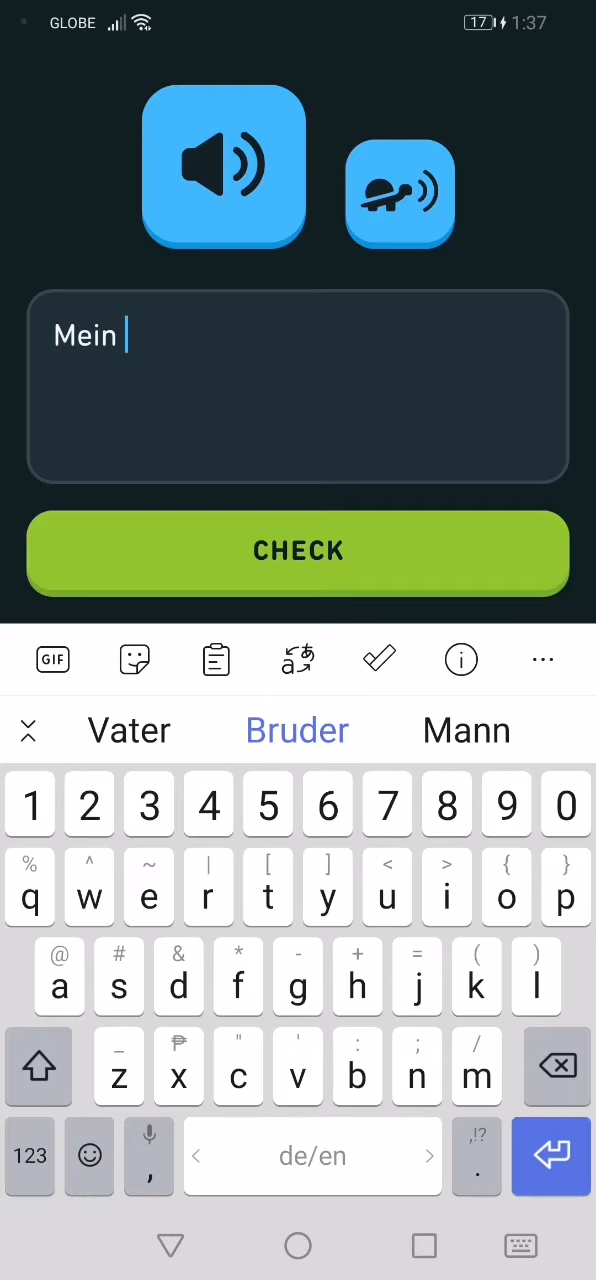 GLOBE 17 1:37
Mein
CHECK
GIF
Vater Bruder Mann
1 2 3 4 5 6 7 8 9 0
% ^ ~ | [ ] < > { }
q w e r t y u i o p
@ # & * - + = ( )
a s d f g h j k l
_ ₱ " ' : ; /
z x c v b n m
123 , < de/en > ,!? .